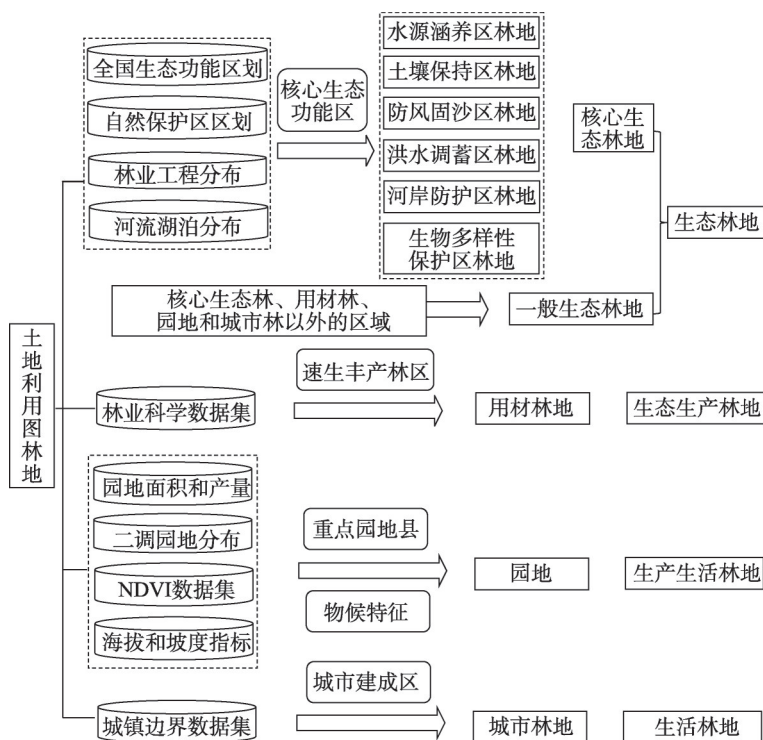 全国生态功能区划
自然保护区区划
林业工程分布
河流湖泊分布
核心生态
功能区
水源涵养区林地
土壤保持区林地
防风固沙区林地
洪水调蓄区林地
河岸防护区林地
生物多样性
保护区林地
核心生
态林地
生态林地
核心生态林、用材林、
园地和城市林以外的区域
一般生态林地
土地利用图林地
林业科学数据集
速生丰产林区
用材林地
生态生产林地
园地面积和产量
二调园地分布
NDVI数据集
海拔和坡度指标
重点园地县
物候特征
园地
生产生活林地
城镇边界数据集
城市建成区
城市林地
生活林地